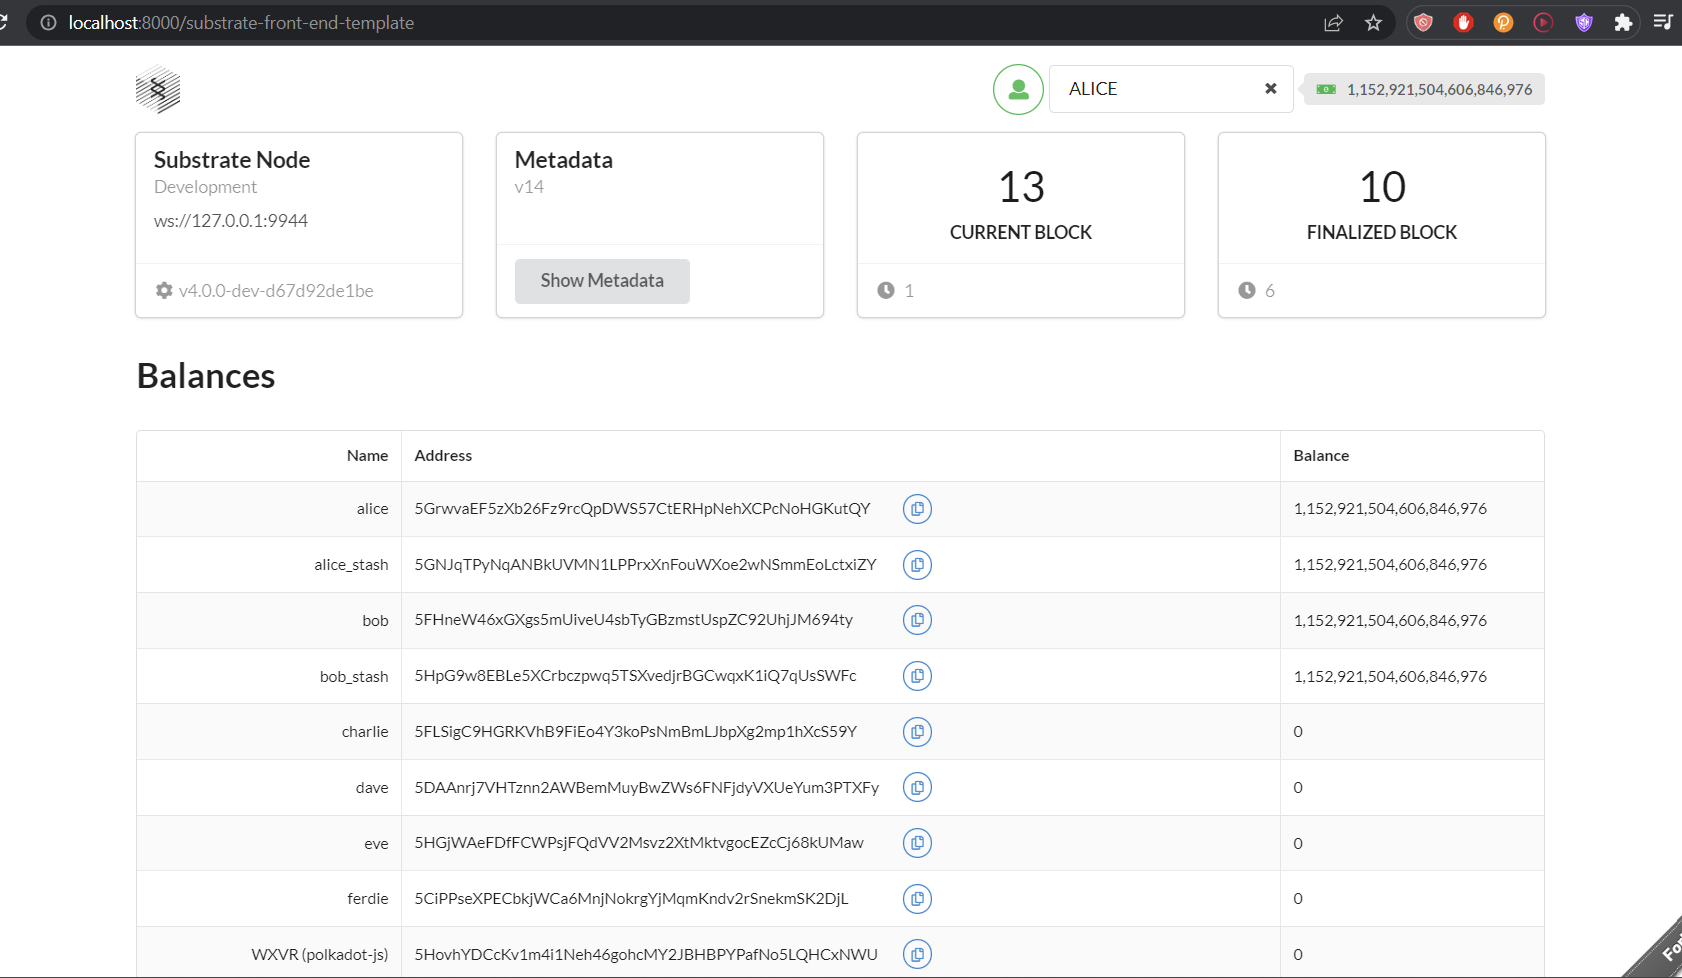 localhost:8000/substrate-front-end-template
ALICE
1,152,921,504,606,846,976
Substrate Node
Development
ws://127.0.0.1:9944
v4.0.0-dev-d67d92de1be
Metadata
v14
Show Metadata
13
CURRENT BLOCK
1
10
FINALIZED BLOCK
6
Balances
Name Address Balance
alice 5GrwvaEF5zXb26Fz9rcQpDWS57CtERHpNehXCPcNoHGKutQY 1,152,921,504,606,846,976
alice_stash 5GNJqTPyNqANBkUVMN1LPPrxXnFouWXoe2wNSmmEoLctxiZY 1,152,921,504,606,846,976
bob 5FHneW46xGXgs5mUiveU4sbTyGBzmstUspZC92UhjJM694ty 1,152,921,504,606,846,976
bob_stash 5HpG9w8EBLe5XCrbczpwq5TSXvedjrBGCwqxK1iQ7qUsSWFc 1,152,921,504,606,846,976
charlie 5FLSigC9HGRKVhB9FiEo4Y3koPsNmBmLJbpXg2mp1hXcS59Y 0
dave 5DAAnrj7VHTznn2AWBemMuyBwZWs6FNFjdyVXUeYum3PTXFy 0
eve 5HGjWAeFDfFCWPsjFQdVV2Msvz2XtMktvgocEZcCj68kUMaw 0
ferdie 5CiPPseXPECbkjWCa6MnjNokrgYjMqmKndv2rSnekmSK2DjL 0
WXVR (polkadot-js) 5HovhYDCcKv1m4i1Neh46gohcMY2JBHBPYPafNo5LQHCxNWU 0